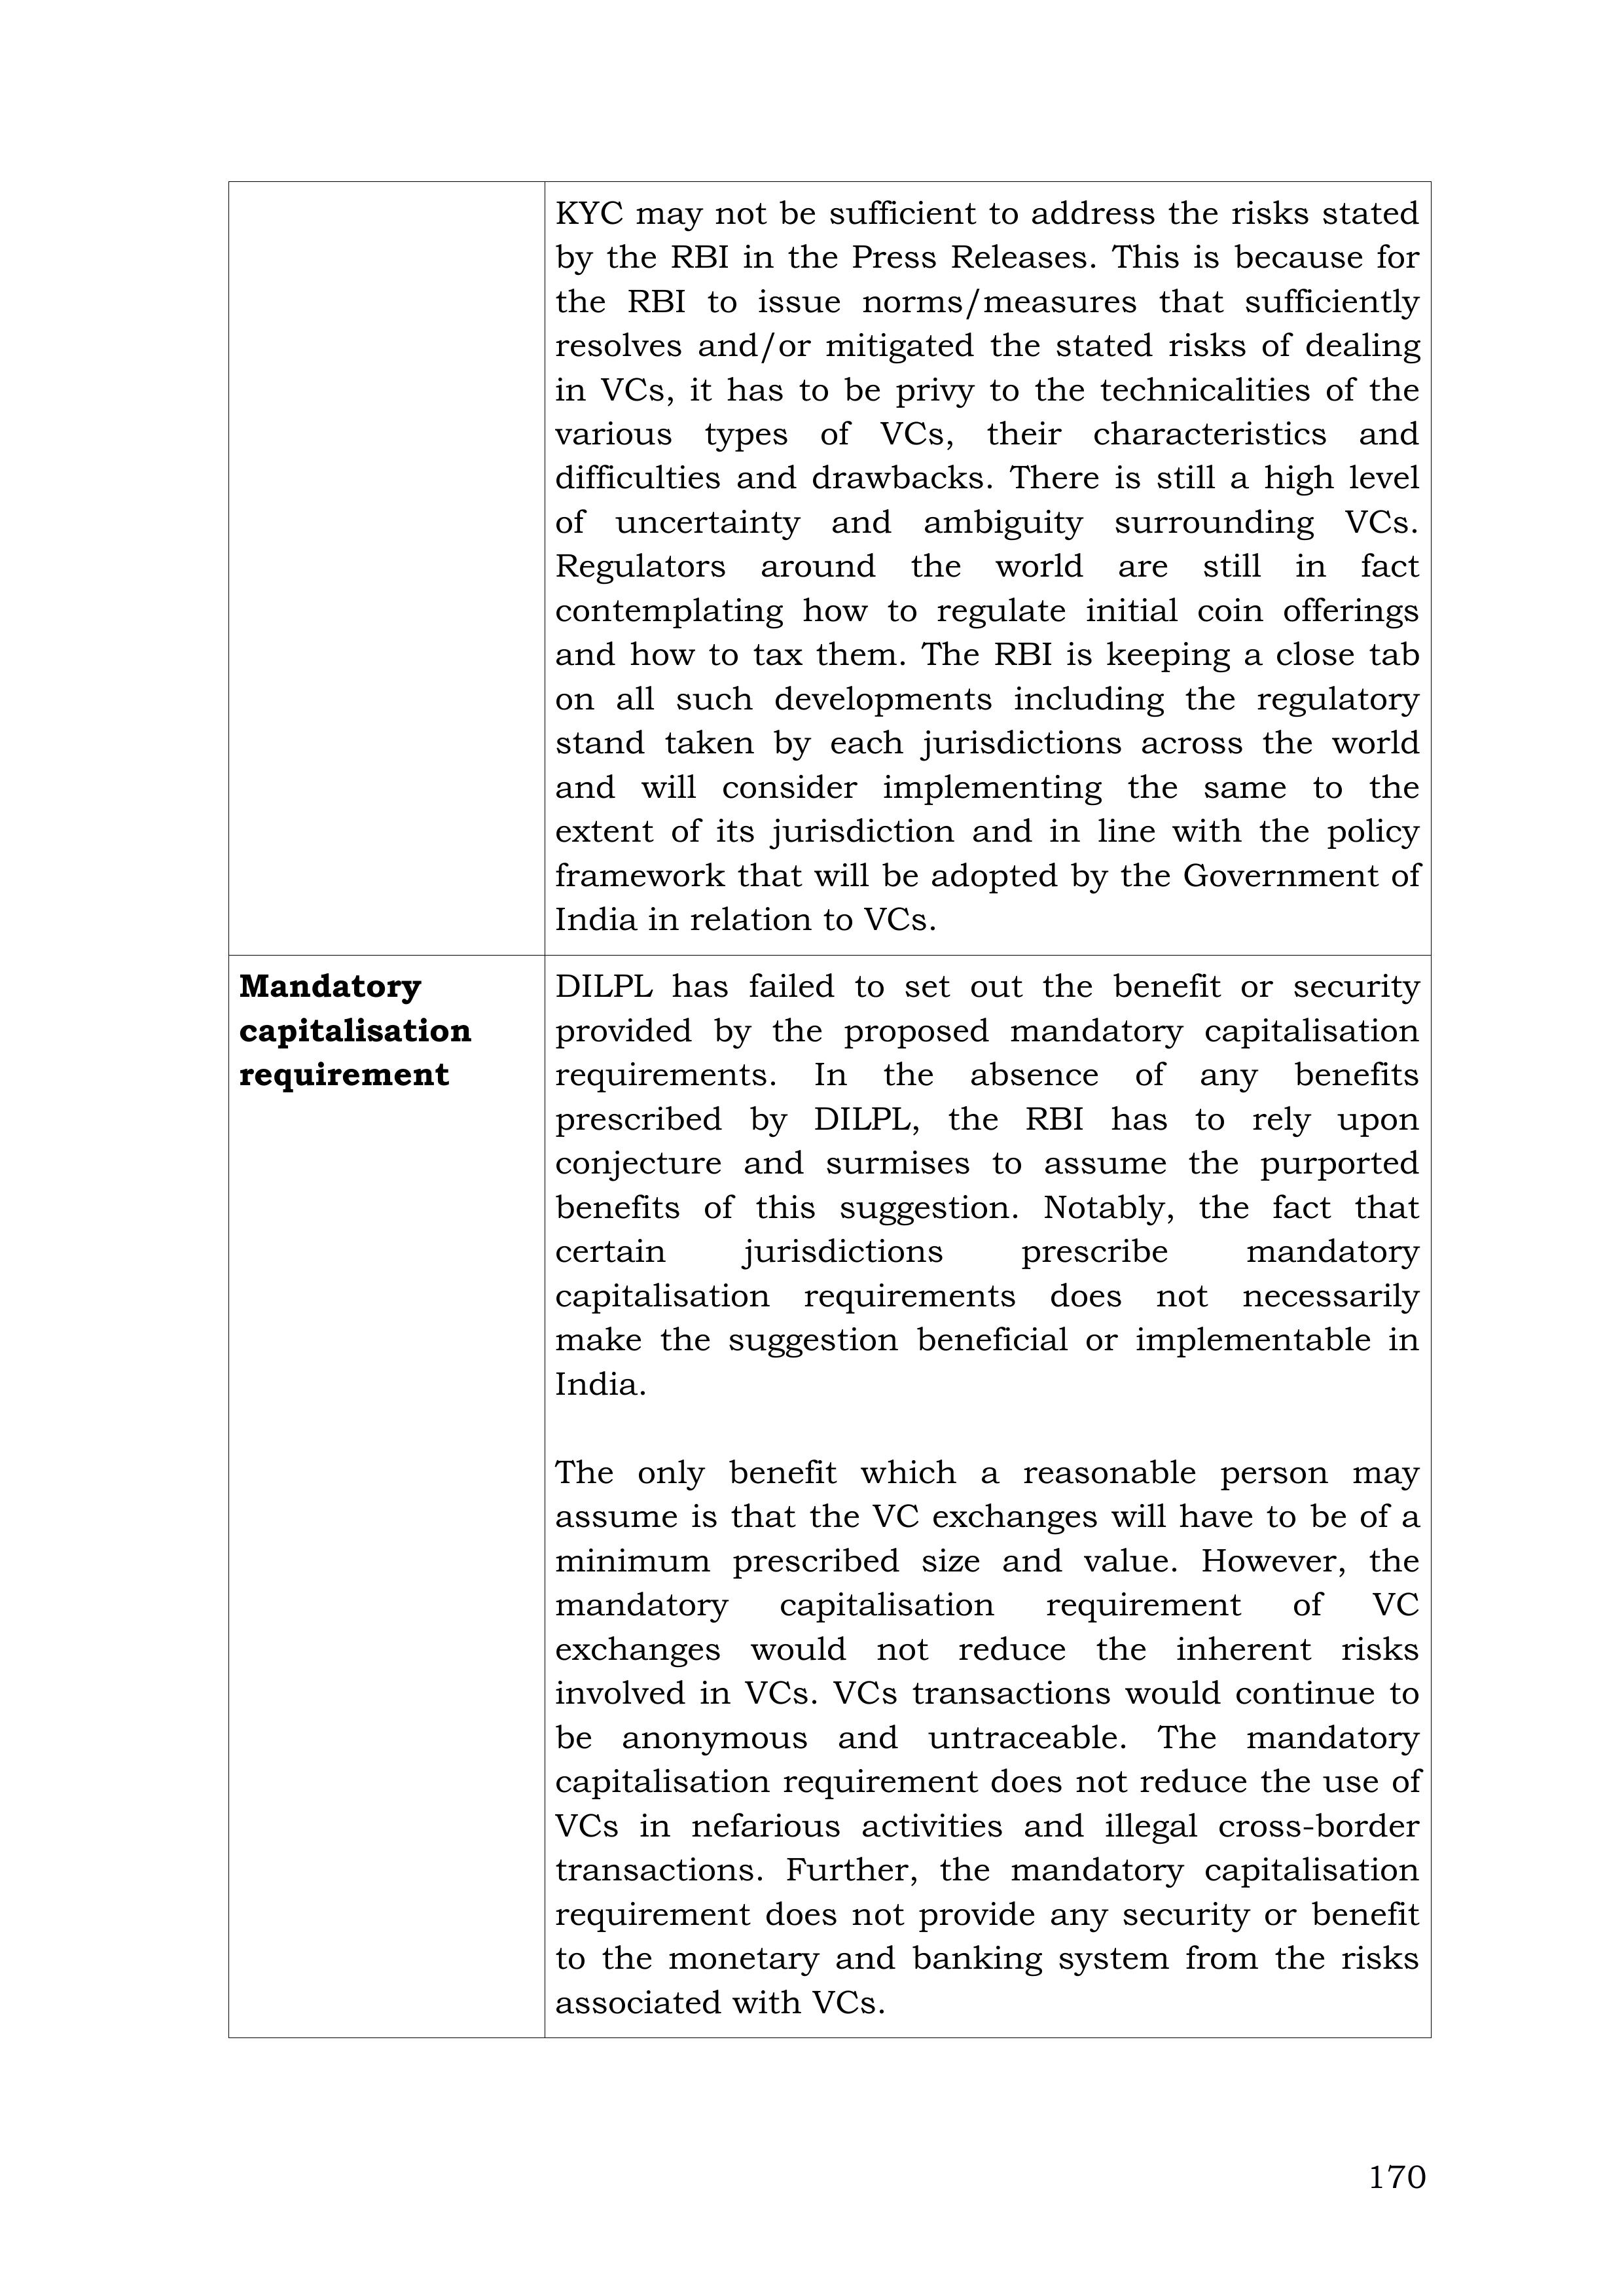 KYC may not be sufficient to address the risks stated
by the RBI in the Press Releases. This is because for
the RBI to issue norms/measures that sufficiently
resolves and/or mitigated the stated risks of dealing
in VCs, it has to be privy to the technicalities of the
various types of VCs, their characteristics and
difficulties and drawbacks. There is still a high level
of uncertainty and ambiguity surrounding VCs.
Regulators around the world are still in fact
contemplating how to regulate initial coin offerings
and how to tax them. The RBI is keeping a close tab
on all such developments including the regulatory
stand taken by each jurisdictions across the world
and will consider implementing the same to the
extent of its jurisdiction and in line with the policy
framework that will be adopted by the Government of
India in relation to VCs.
Mandatory
capitalisation
requirement
DILPL has failed to set out the benefit or security
provided by the proposed mandatory capitalisation
requirements. In the absence of any benefits
prescribed by DILPL, the RBI has to rely upon
conjecture and surmises to assume the purported
benefits of this suggestion. Notably, the fact that
certain jurisdictions prescribe mandatory
capitalisation requirements does not necessarily
make the suggestion beneficial or implementable in
India.
The only benefit which a reasonable person may
assume is that the VC exchanges will have to be of a
minimum prescribed size and value. However, the
mandatory capitalisation requirement of VC
exchanges would not reduce the inherent risks
involved in VCs. VCs transactions would continue to
be anonymous and untraceable. The mandatory
capitalisation requirement does not reduce the use of
VCs in nefarious activities and illegal cross-border
transactions. Further, the mandatory capitalisation
requirement does not provide any security or benefit
to the monetary and banking system from the risks
associated with VCs.
170